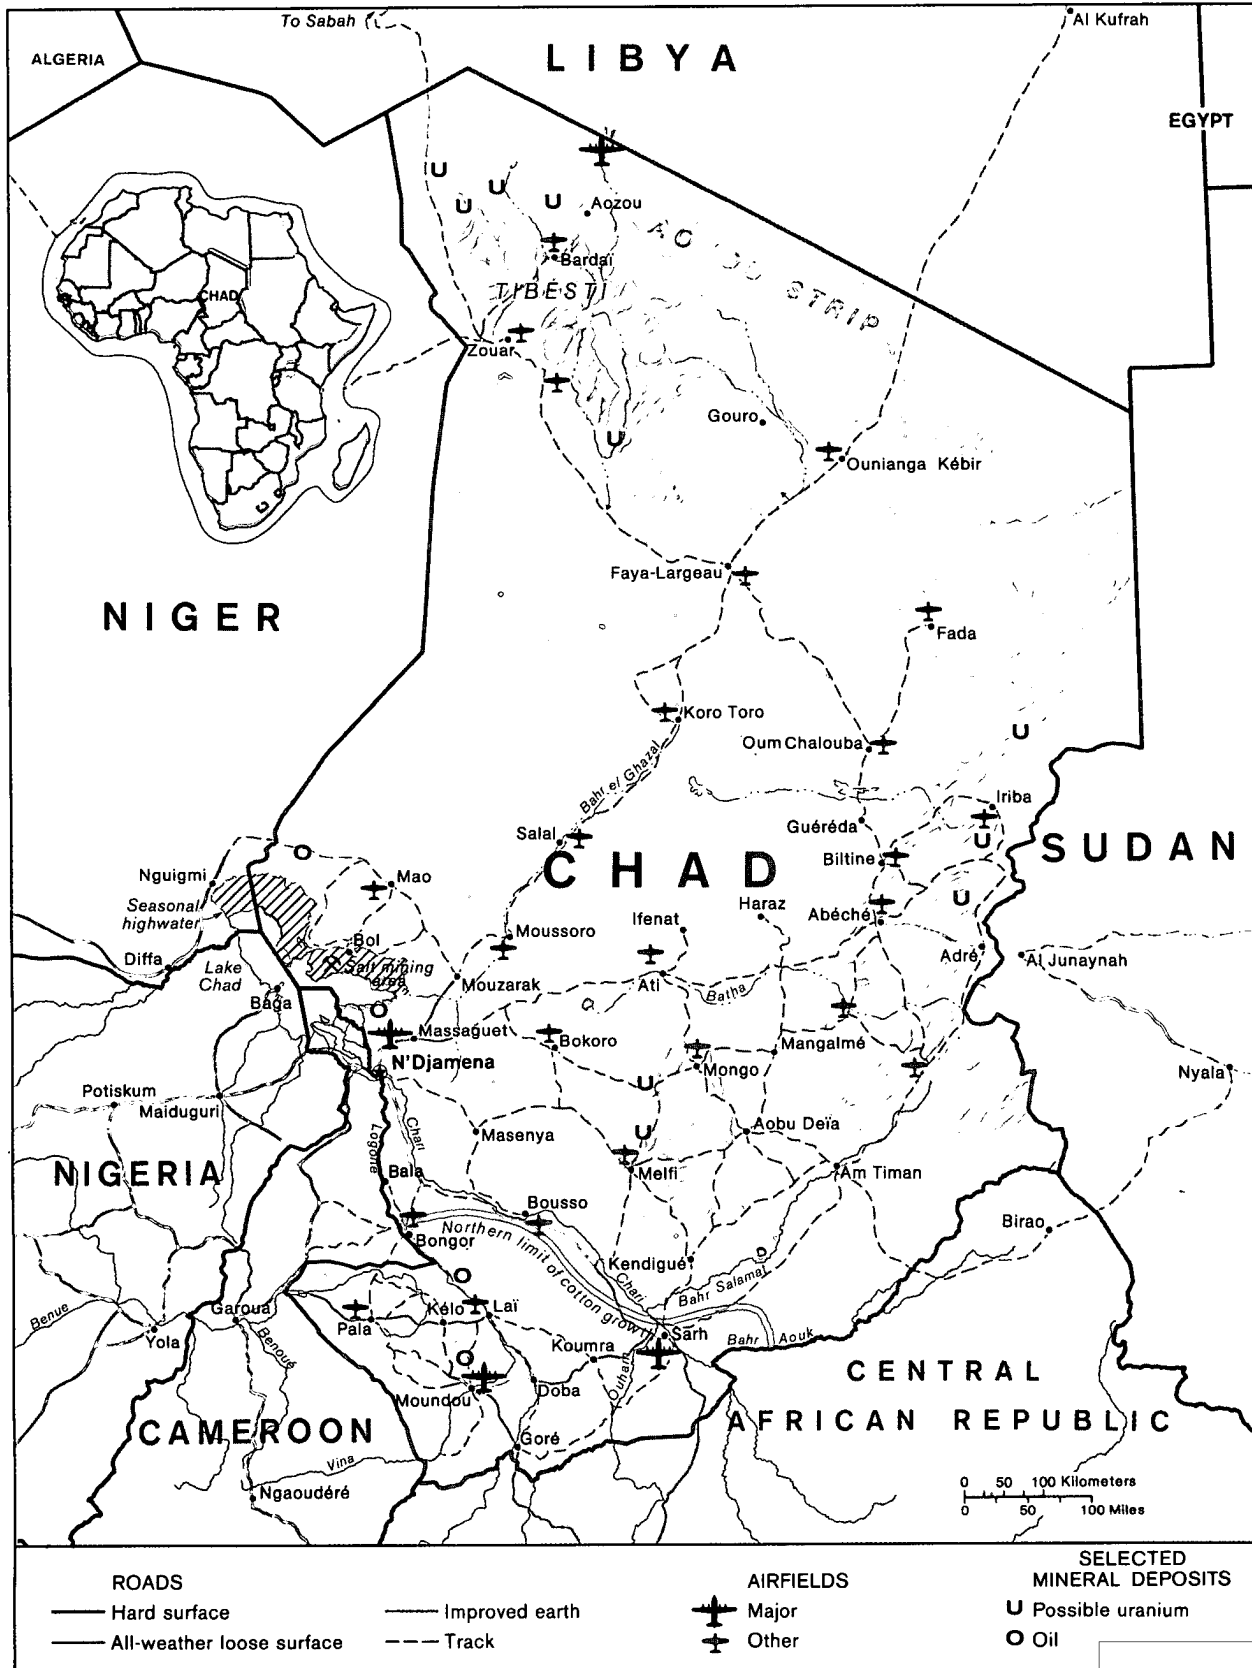 To Sabah
Al Kufrah
LIBYA
ALGERIA
EGYPT
U
U
U
U
Aozou
AOZOU STRIP
Bardaï
TIBESTI
CHAD
Zouar
Gouro
U
Ounianga Kébir
Faya-Largeau
NIGER
Fada
Koro Toro
Oum Chalouba
U
Bahr el Ghazal
Iriba
Salal
Guéréda
U
SUDAN
O
Biltine
CHAD
Nguigmi
Mao
U
Seasonal
highwater
Ifenat
Haraz
Abéché
Moussoro
Bol
Diffa
Adré
Al Junaynah
Lake
Chad
Salt mining
area
Mouzarak
Ati
Batha
Baga
O
Massaguet
Bokoro
Mangalmé
N'Djamena
Mongo
Nyala
Potiskum
Maiduguri
U
Chari
Logone
Masenya
U
Aobu Deïa
NIGERIA
Bala
Melfi
Am Timan
Bousso
Bongor
Northern limit of cotton growth
Birao
Kendigué
Chari
Bahr Salamat
O
Benue
Garoua
Kélo
Laï
Pala
Yola
Benoué
Sarh
Bahr Aouk
Koumra
Ouham
O
Moundou
Doba
CENTRAL
AFRICAN REPUBLIC
CAMEROON
Goré
Vina
Ngaoudéré
0 50 100 Kilometers
0 50 100 Miles
ROADS
Hard surface
All-weather loose surface
Improved earth
Track
AIRFIELDS
Major
Other
SELECTED
MINERAL DEPOSITS
U Possible uranium
O Oil